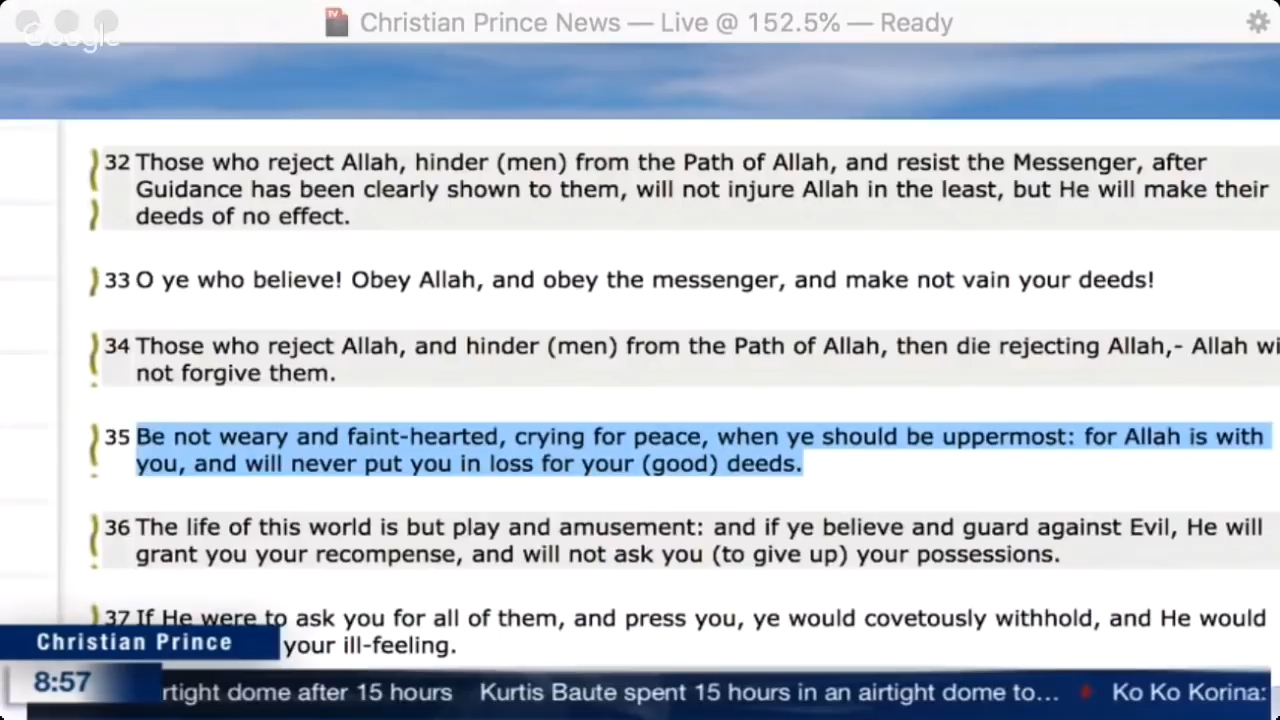 Google
Christian Prince News — Live @ 152.5% — Ready
32 Those who reject Allah, hinder (men) from the Path of Allah, and resist the Messenger, after
Guidance has been clearly shown to them, will not injure Allah in the least, but He will make their
deeds of no effect.
33 O ye who believe! Obey Allah, and obey the messenger, and make not vain your deeds!
34 Those who reject Allah, and hinder (men) from the Path of Allah, then die rejecting Allah,- Allah wi
not forgive them.
35 Be not weary and faint-hearted, crying for peace, when ye should be uppermost: for Allah is with
you, and will never put you in loss for your (good) deeds.
36 The life of this world is but play and amusement: and if ye believe and guard against Evil, He will
grant you your recompense, and will not ask you (to give up) your possessions.
37 If He were to ask you for all of them, and press you, ye would covetously withhold, and He would
your ill-feeling.
Christian Prince
8:57
rtight dome after 15 hours Kurtis Baute spent 15 hours in an airtight dome to... Ko Ko Korina: